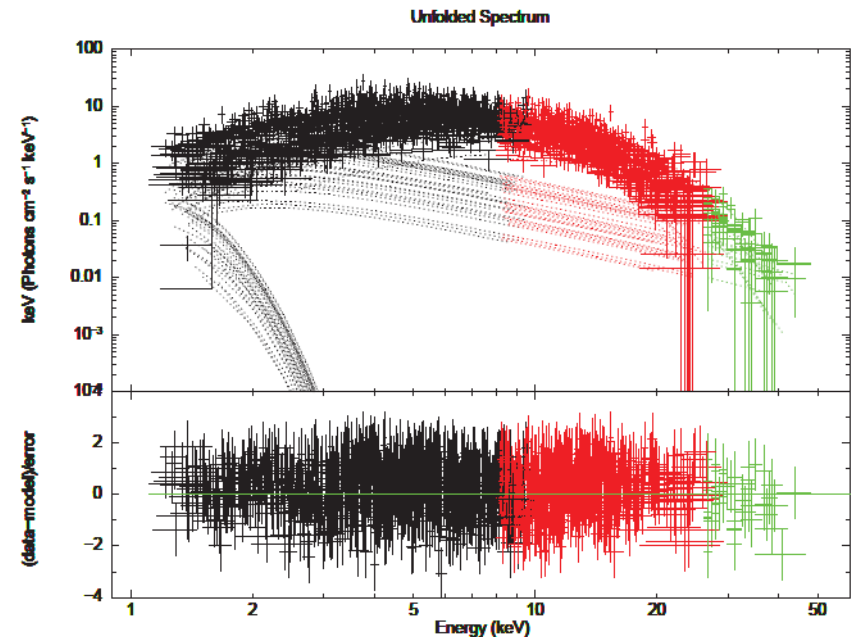 Unfolded Spectrum
keV (Photons cm⁻² s⁻¹ keV⁻¹)
100
10
1
0.1
0.01
10⁻³
10⁻⁴
(data−model)/error
2
0
−2
−4
1 2 5 10 20 50
Energy (keV)